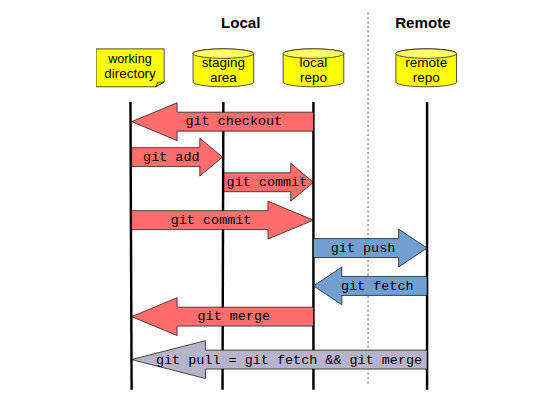 Local
Remote
working
directory
staging
area
local
repo
remote
repo
git checkout
git add
git commit
git commit
git push
git fetch
git merge
git pull = git fetch && git merge